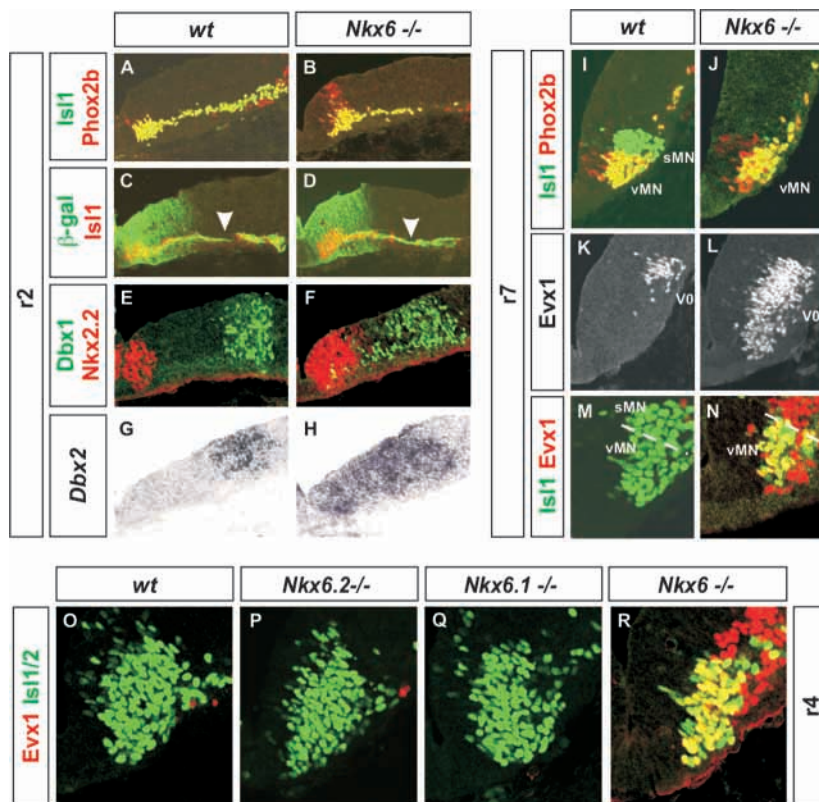 wt
Nkx6 -/-
r2
Isl1
Phox2b
A
B
β-gal
Isl1
C
D
Dbx1
Nkx2.2
E
F
Dbx2
G
H
wt
Nkx6 -/-
r7
Isl1 Phox2b
I
sMN
vMN
J
vMN
Evx1
K
V0
L
V0
Isl1 Evx1
M
sMN
vMN
N
vMN
wt
Nkx6.2-/-
Nkx6.1 -/-
Nkx6 -/-
Evx1 Isl1/2
O
P
Q
R
r4